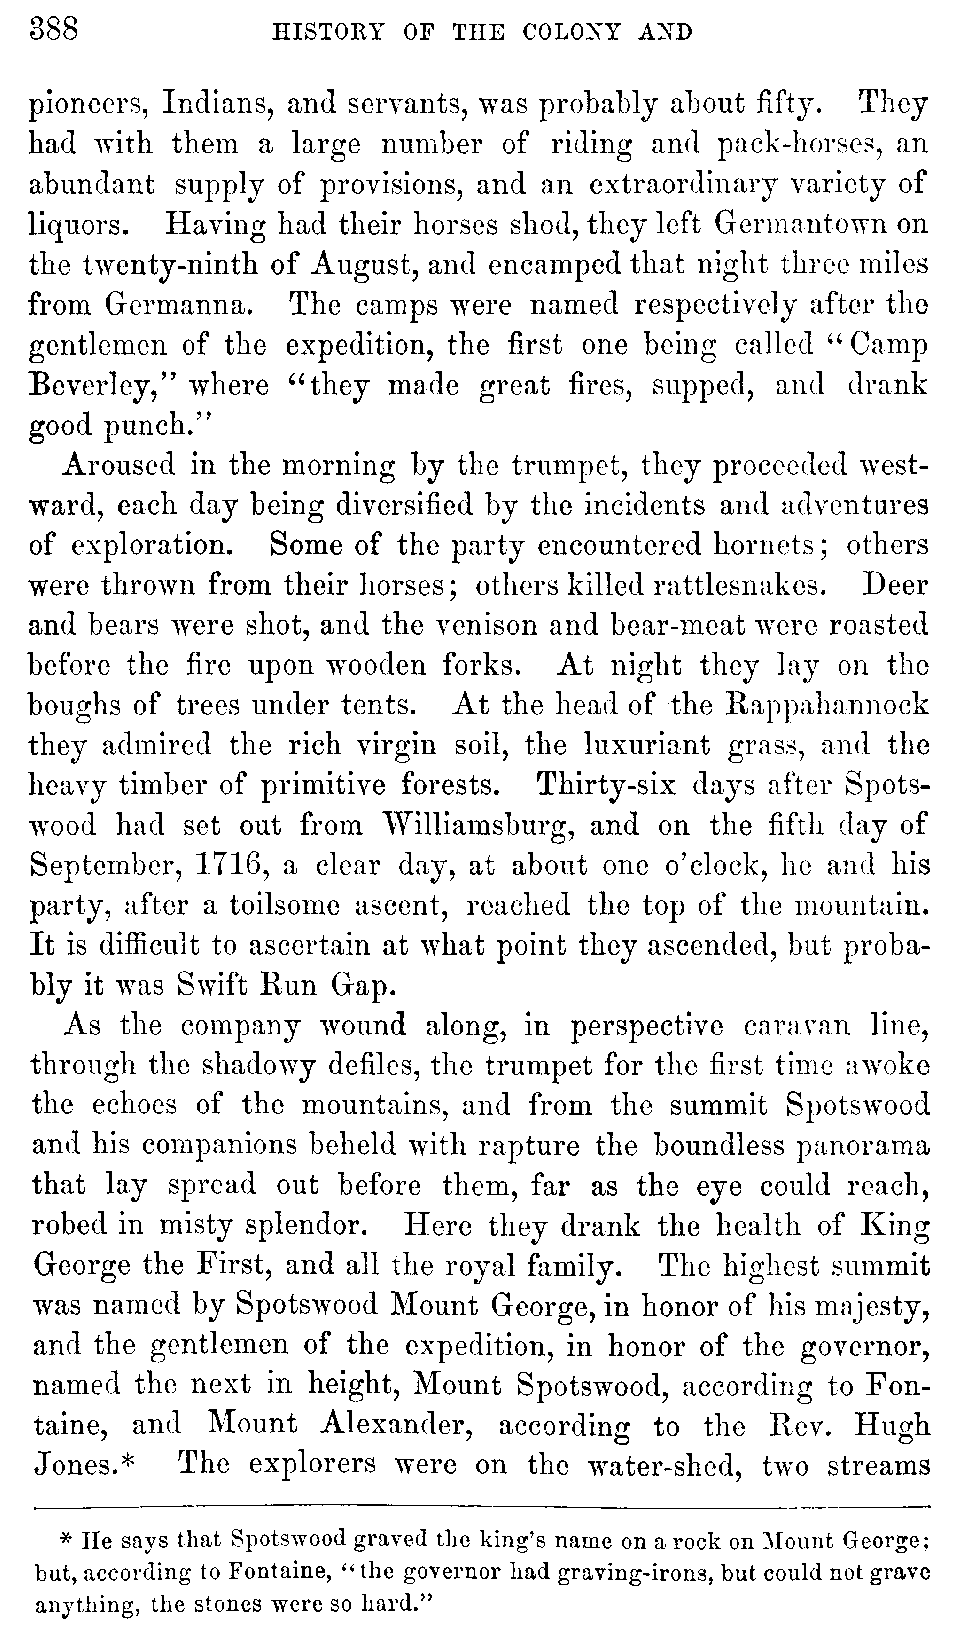 388 HISTORY OF THE COLONY AND
pioneers, Indians, and servants, was probably about fifty. They
had with them a large number of riding and pack-horses, an
abundant supply of provisions, and an extraordinary variety of
liquors. Having had their horses shod, they left Germantown on
the twenty-ninth of August, and encamped that night three miles
from Germanna. The camps were named respectively after the
gentlemen of the expedition, the first one being called "Camp
Beverley," where "they made great fires, supped, and drank
good punch."
Aroused in the morning by the trumpet, they proceeded west-
ward, each day being diversified by the incidents and adventures
of exploration. Some of the party encountered hornets; others
were thrown from their horses; others killed rattlesnakes. Deer
and bears were shot, and the venison and bear-meat were roasted
before the fire upon wooden forks. At night they lay on the
boughs of trees under tents. At the head of the Rappahannock
they admired the rich virgin soil, the luxuriant grass, and the
heavy timber of primitive forests. Thirty-six days after Spots-
wood had set out from Williamsburg, and on the fifth day of
September, 1716, a clear day, at about one o'clock, he and his
party, after a toilsome ascent, reached the top of the mountain.
It is difficult to ascertain at what point they ascended, but proba-
bly it was Swift Run Gap.
As the company wound along, in perspective caravan line,
through the shadowy defiles, the trumpet for the first time awoke
the echoes of the mountains, and from the summit Spotswood
and his companions beheld with rapture the boundless panorama
that lay spread out before them, far as the eye could reach,
robed in misty splendor. Here they drank the health of King
George the First, and all the royal family. The highest summit
was named by Spotswood Mount George, in honor of his majesty,
and the gentlemen of the expedition, in honor of the governor,
named the next in height, Mount Spotswood, according to Fon-
taine, and Mount Alexander, according to the Rev. Hugh
Jones.* The explorers were on the water-shed, two streams
* He says that Spotswood graved the king's name on a rock on Mount George;
but, according to Fontaine, "the governor had graving-irons, but could not grave
anything, the stones were so hard."